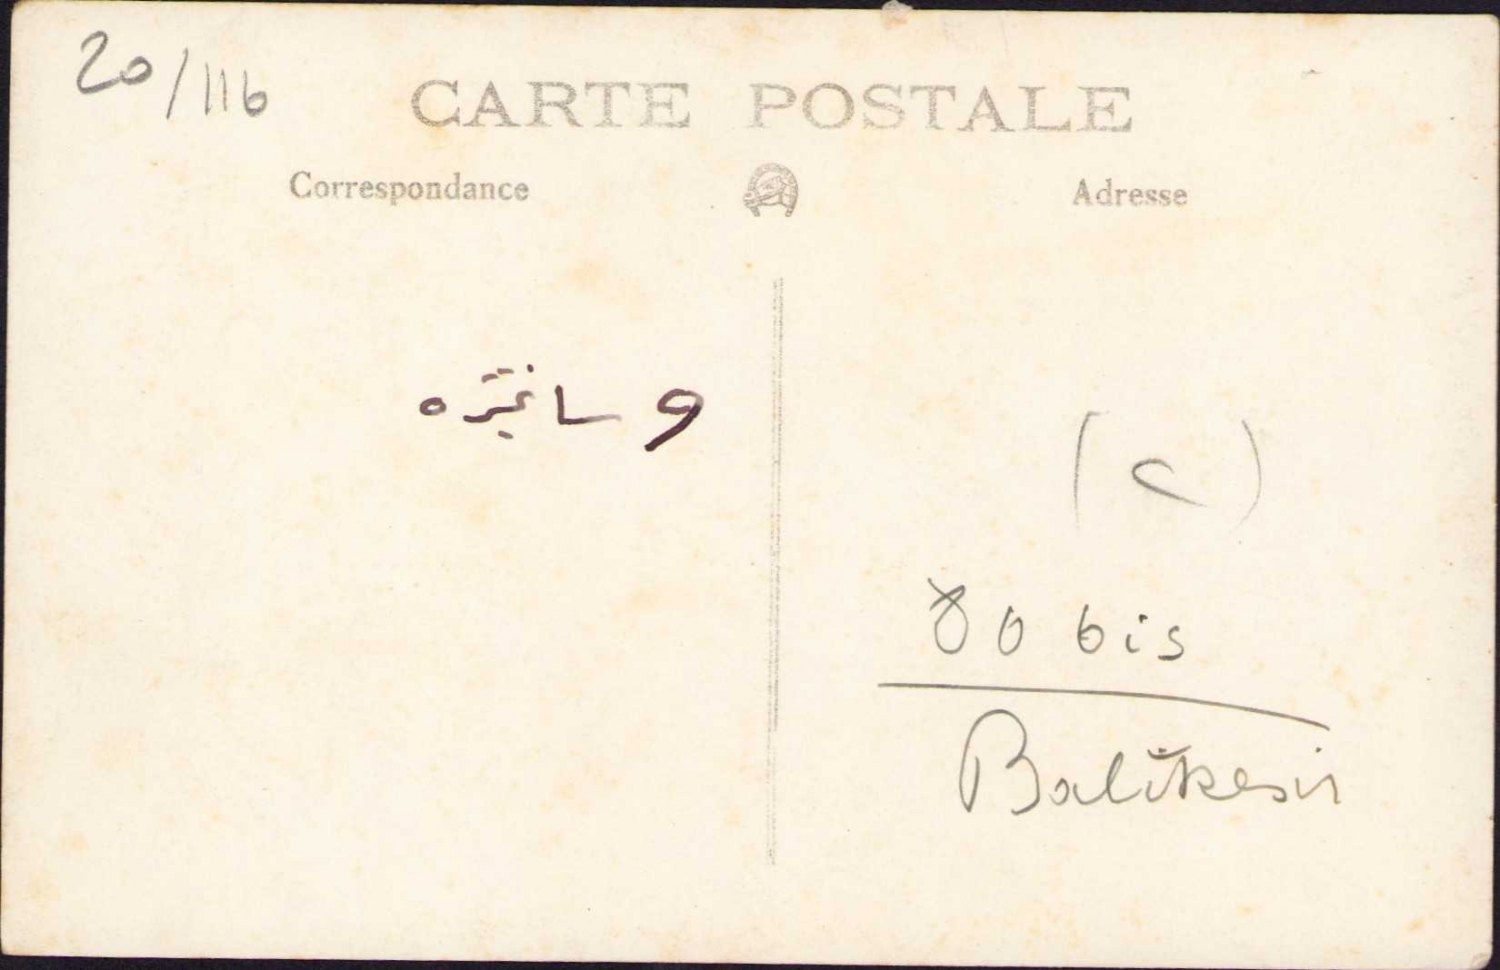 20/116
CARTE POSTALE
Correspondance
Adresse
و
(c)
80 bis
Balıkesir